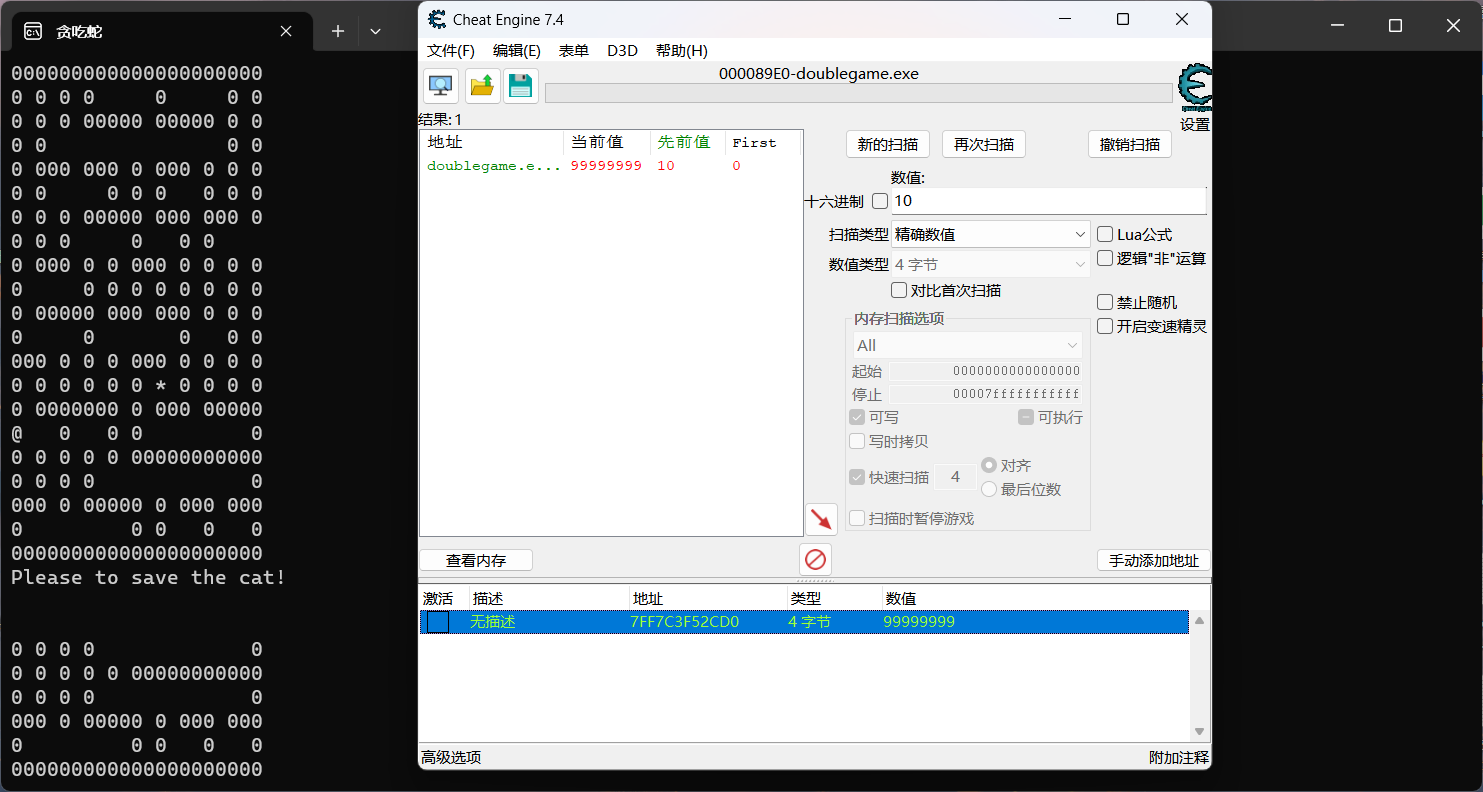 贪吃蛇
000000000000000000000
0 0 0 0     0     0 0
0 0 0 00000 00000 0 0
0 0               0 0
0 000 000 0 000 0 0 0
0 0     0 0 0   0 0 0
0 0 0 00000 000 000 0
0 0 0     0   0 0
0 000 0 0 000 0 0 0 0
0     0 0 0 0 0 0 0 0
0 00000 000 000 0 0 0
0     0       0   0 0
000 0 0 0 000 0 0 0 0
0 0 0 0 0 0 * 0 0 0 0
0 0000000 0 000 00000
@   0   0 0         0
0 0 0 0 0 00000000000
0 0 0 0             0
000 0 00000 0 000 000
0         0 0   0   0
000000000000000000000
Please to save the cat!
0 0 0 0             0
0 0 0 0 0 00000000000
0 0 0 0             0
000 0 00000 0 000 000
0         0 0   0   0
000000000000000000000
Cheat Engine 7.4
文件(F) 编辑(E) 表单 D3D 帮助(H)
000089E0-doublegame.exe
设置
结果: 1
地址 当前值 先前值 First
doublegame.e... 99999999 10 0
新的扫描 再次扫描 撤销扫描
数值:
十六进制 10
扫描类型 精确数值 Lua公式
数值类型 4 字节 逻辑"非"运算
对比首次扫描
禁止随机
开启变速精灵
内存扫描选项
All
起始 0000000000000000
停止 00007fffffffffff
可写 可执行
写时拷贝
快速扫描 4 对齐
最后位数
扫描时暂停游戏
查看内存 手动添加地址
激活 描述 地址 类型 数值
无描述 7FF7C3F52CD0 4 字节 99999999
高级选项 附加注释